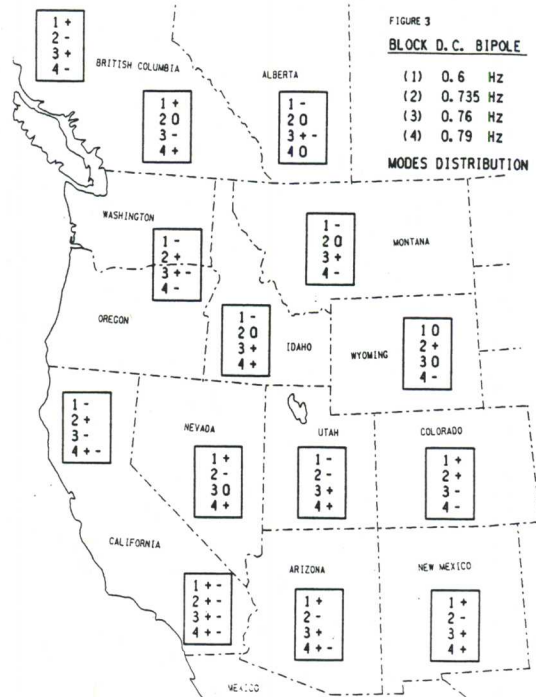 FIGURE 3
BLOCK D.C. BIPOLE
(1) 0.6 Hz
(2) 0.735 Hz
(3) 0.76 Hz
(4) 0.79 Hz
MODES DISTRIBUTION
1 +
2 -
3 +
4 -
BRITISH COLUMBIA
1 +
2 0
3 -
4 +
ALBERTA
1 -
2 0
3 + -
4 0
WASHINGTON
1 -
2 +
3 + -
4 -
1 -
2 0
3 +
4 -
MONTANA
OREGON
1 -
2 0
3 +
4 +
IDAHO
WYOMING
1 0
2 +
3 0
4 -
1 -
2 +
3 -
4 + -
NEVADA
1 +
2 -
3 0
4 +
UTAH
1 -
2 -
3 +
4 +
COLORADO
1 +
2 +
3 -
4 -
CALIFORNIA
1 + -
2 + -
3 + -
4 + -
ARIZONA
1 +
2 -
3 +
4 + -
NEW MEXICO
1 +
2 -
3 +
4 +
MEXICO